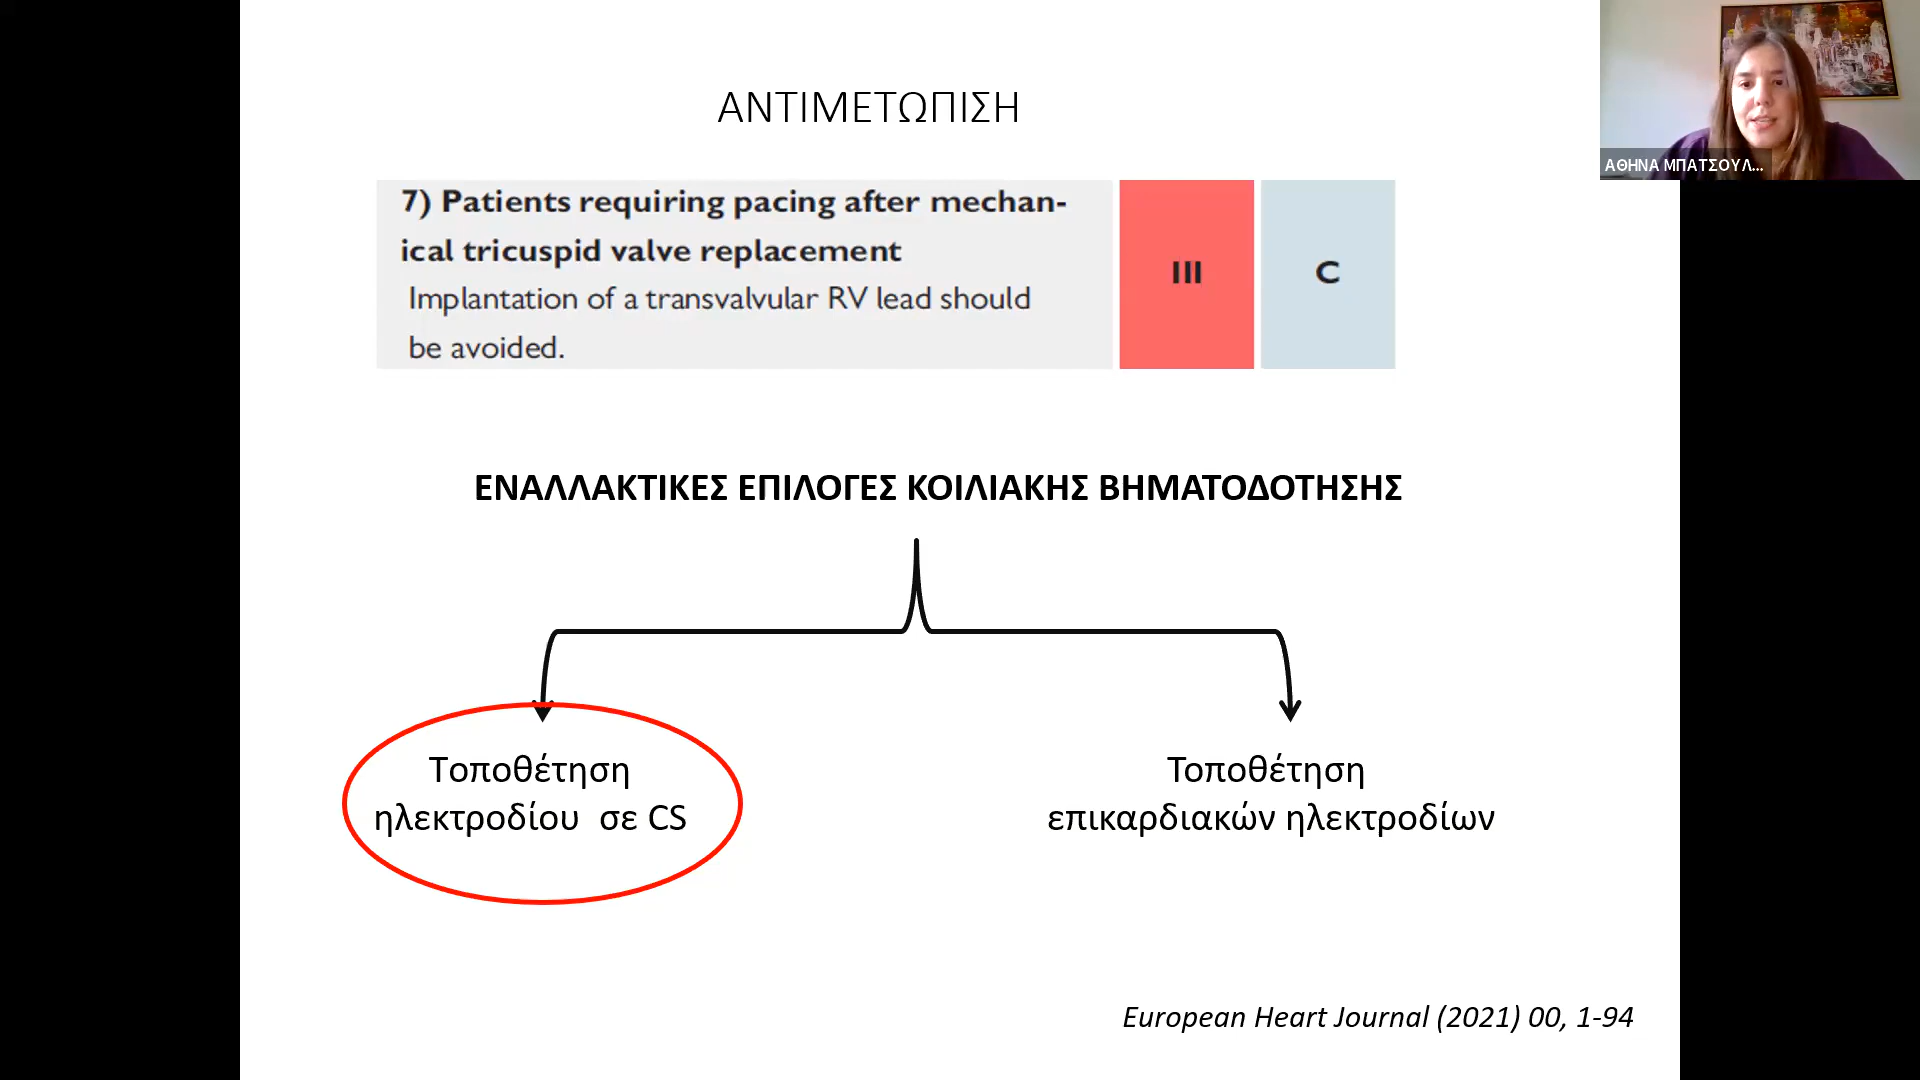 ΑΝΤΙΜΕΤΩΠΙΣΗ
ΑΘΗΝΑ ΜΠΑΤΣΟΥΛ...
7) Patients requiring pacing after mechan-
ical tricuspid valve replacement
Implantation of a transvalvular RV lead should
be avoided.
III
C
ΕΝΑΛΛΑΚΤΙΚΕΣ ΕΠΙΛΟΓΕΣ ΚΟΙΛΙΑΚΗΣ ΒΗΜΑΤΟΔΟΤΗΣΗΣ
Τοποθέτηση
ηλεκτροδίου σε CS
Τοποθέτηση
επικαρδιακών ηλεκτροδίων
European Heart Journal (2021) 00, 1-94